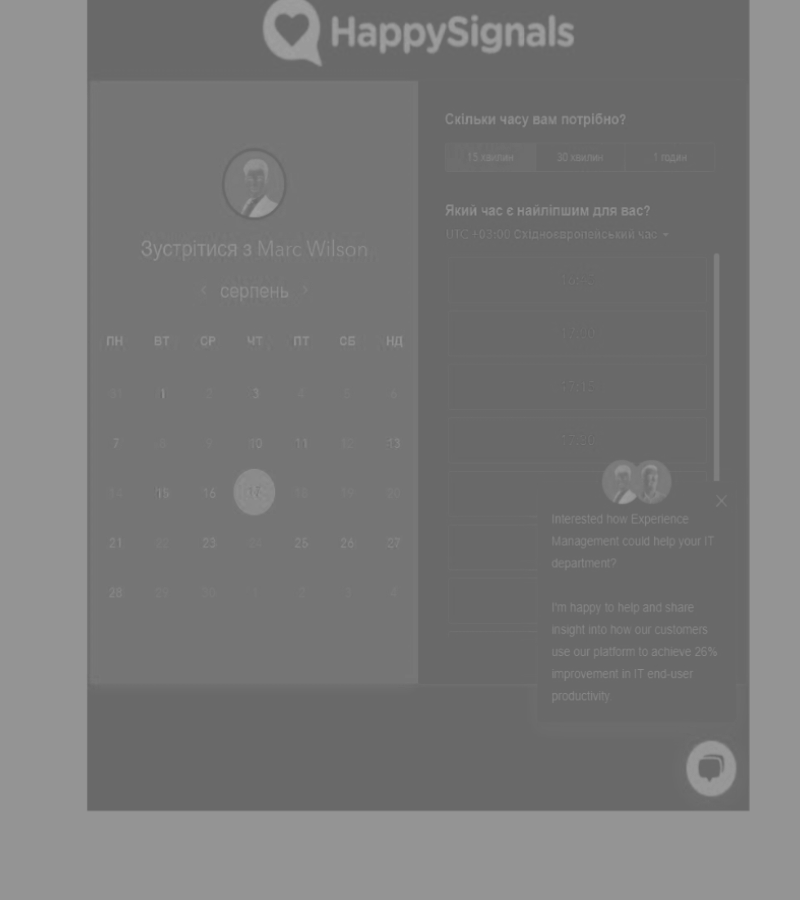 HappySignals
Зустрітися з Marc Wilson
серпень
ПН ВТ СР ЧТ ПТ СБ НД
31 1 2 3 4 5 6
7 8 9 10 11 12 13
14 15 16 17 18 19 20
21 22 23 24 25 26 27
28 29 30 1 2 3 4
Скільки часу вам потрібно?
15 хвилин 30 хвилин 1 годин
Який час є найліпшим для вас?
UTC +03:00 Східноєвропейський час
Interested how Experience
Management could help your IT
department?
I'm happy to help and share
insight into how our customers
use our platform to achieve 26%
improvement in IT end-user
productivity.